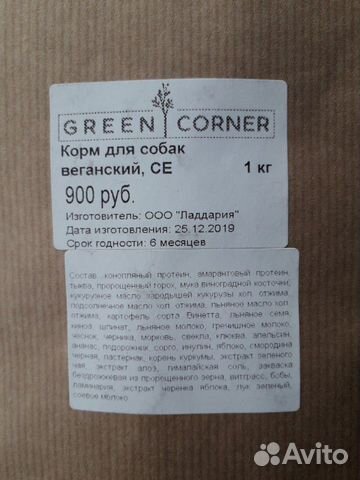 GREEN CORNER
Корм для собак
веганский, СЕ 1 кг
900 руб.
Изготовитель: ООО "Ладдария"
Дата изготовления: 25.12.2019
Срок годности: 6 месяцев
Состав: конопляный протеин, амарантовый протеин,
тыква, пророщенный горох, мука виноградной косточки,
кукурузное масло зародышей кукурузы хол. отжима,
подсолнечное масло хол. отжима, льняное масло хол.
отжима, картофель сорта Винетта, льняное семя,
киноа, шпинат, льняное молоко, гречишное молоко,
чеснок, черника, морковь, свекла, клюква, апельсин,
ананас, подорожник, сорго, инулин, яблоко, смородина
черная, пастернак, корень куркумы, экстракт зеленого
чая, экстракт алоэ, гималайская соль, закваска
бездрожжевая из пророщенного зерна, витграсс, бобы,
ламинария, экстракт черенка яблока, лук зеленый,
соевое молоко
Avito